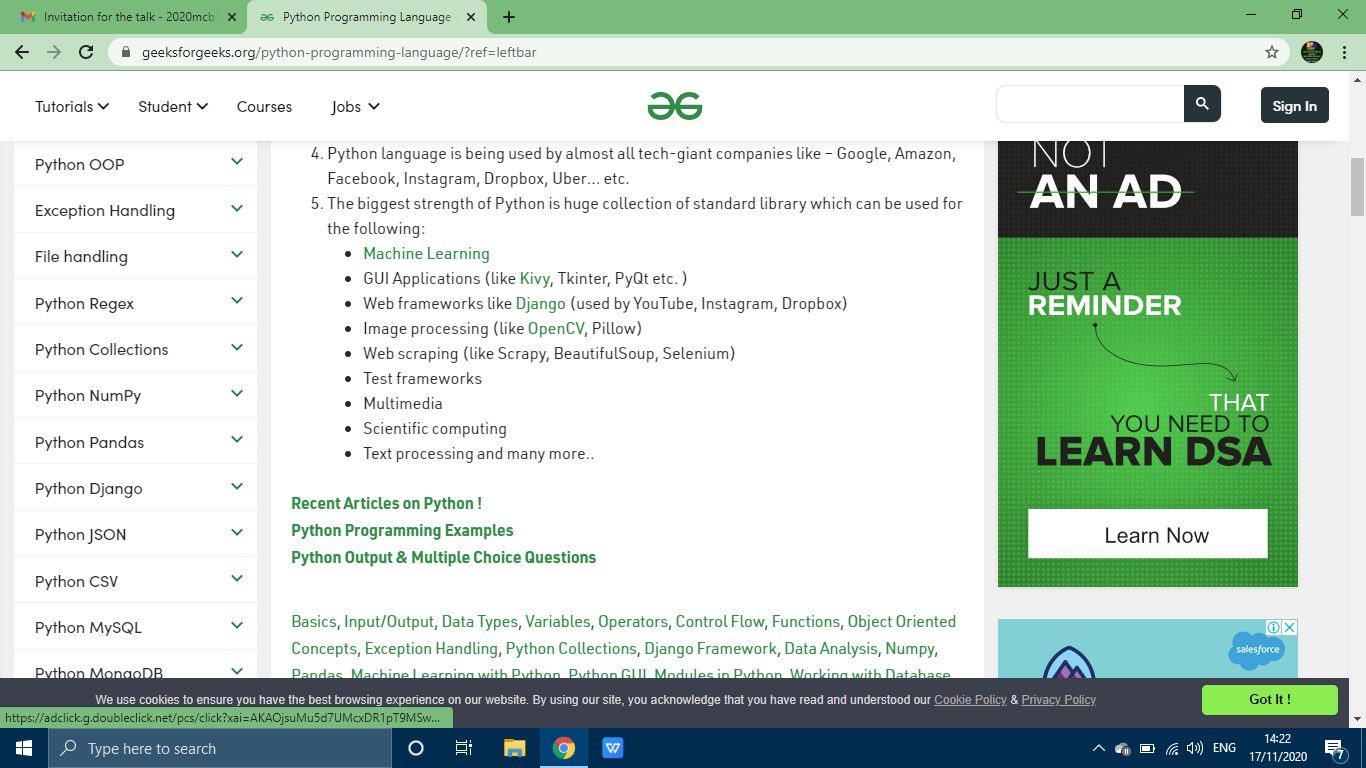 Invitation for the talk - 2020mcb
Python Programming Language -
geeksforgeeks.org/python-programming-language/?ref=leftbar
Tutorials
Student
Courses
Jobs
Sign In
Python OOP
Exception Handling
File handling
Python Regex
Python Collections
Python NumPy
Python Pandas
Python Django
Python JSON
Python CSV
Python MySQL
Python MongoDB
4. Python language is being used by almost all tech-giant companies like – Google, Amazon,
Facebook, Instagram, Dropbox, Uber… etc.
5. The biggest strength of Python is huge collection of standard library which can be used for
the following:
• Machine Learning
• GUI Applications (like Kivy, Tkinter, PyQt etc. )
• Web frameworks like Django (used by YouTube, Instagram, Dropbox)
• Image processing (like OpenCV, Pillow)
• Web scraping (like Scrapy, BeautifulSoup, Selenium)
• Test frameworks
• Multimedia
• Scientific computing
• Text processing and many more..
Recent Articles on Python !
Python Programming Examples
Python Output & Multiple Choice Questions
Basics, Input/Output, Data Types, Variables, Operators, Control Flow, Functions, Object Oriented
Concepts, Exception Handling, Python Collections, Django Framework, Data Analysis, Numpy,
Pandas, Machine Learning with Python, Python GUI, Modules in Python, Working with Database,
NOT
AN AD
JUST A
REMINDER
THAT
YOU NEED TO
LEARN DSA
Learn Now
salesforce
We use cookies to ensure you have the best browsing experience on our website. By using our site, you acknowledge that you have read and understood our Cookie Policy & Privacy Policy
Got It !
https://adclick.g.doubleclick.net/pcs/click?xai=AKAOjsuMu5d7UMcxDR1pT9MSw...
Type here to search
ENG
14:22
17/11/2020
7